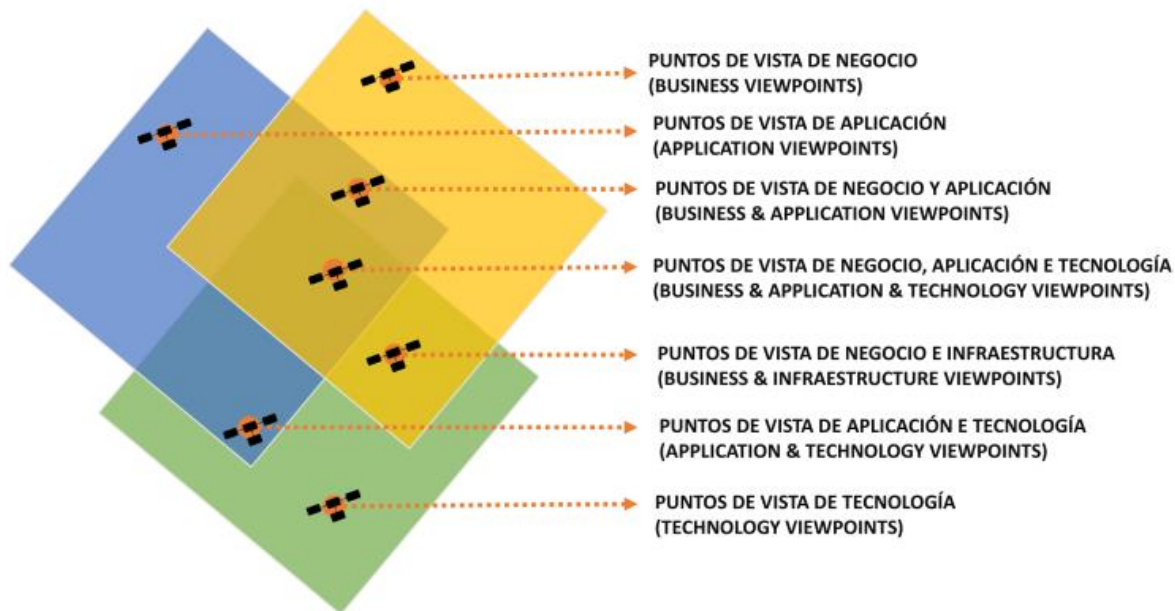 PUNTOS DE VISTA DE NEGOCIO
(BUSINESS VIEWPOINTS)
PUNTOS DE VISTA DE APLICACIÓN
(APPLICATION VIEWPOINTS)
PUNTOS DE VISTA DE NEGOCIO Y APLICACIÓN
(BUSINESS & APPLICATION VIEWPOINTS)
PUNTOS DE VISTA DE NEGOCIO, APLICACIÓN E TECNOLOGÍA
(BUSINESS & APPLICATION & TECHNOLOGY VIEWPOINTS)
PUNTOS DE VISTA DE NEGOCIO E INFRAESTRUCTURA
(BUSINESS & INFRAESTRUCTURE VIEWPOINTS)
PUNTOS DE VISTA DE APLICACIÓN E TECNOLOGÍA
(APPLICATION & TECHNOLOGY VIEWPOINTS)
PUNTOS DE VISTA DE TECNOLOGÍA
(TECHNOLOGY VIEWPOINTS)